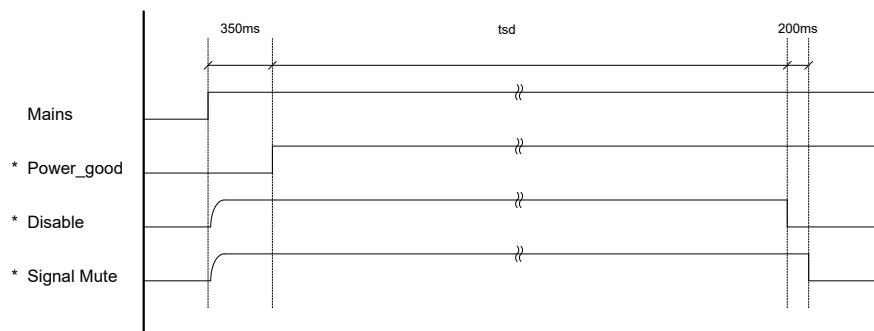 350ms tsd 200ms
Mains
* Power_good
* Disable
* Signal Mute